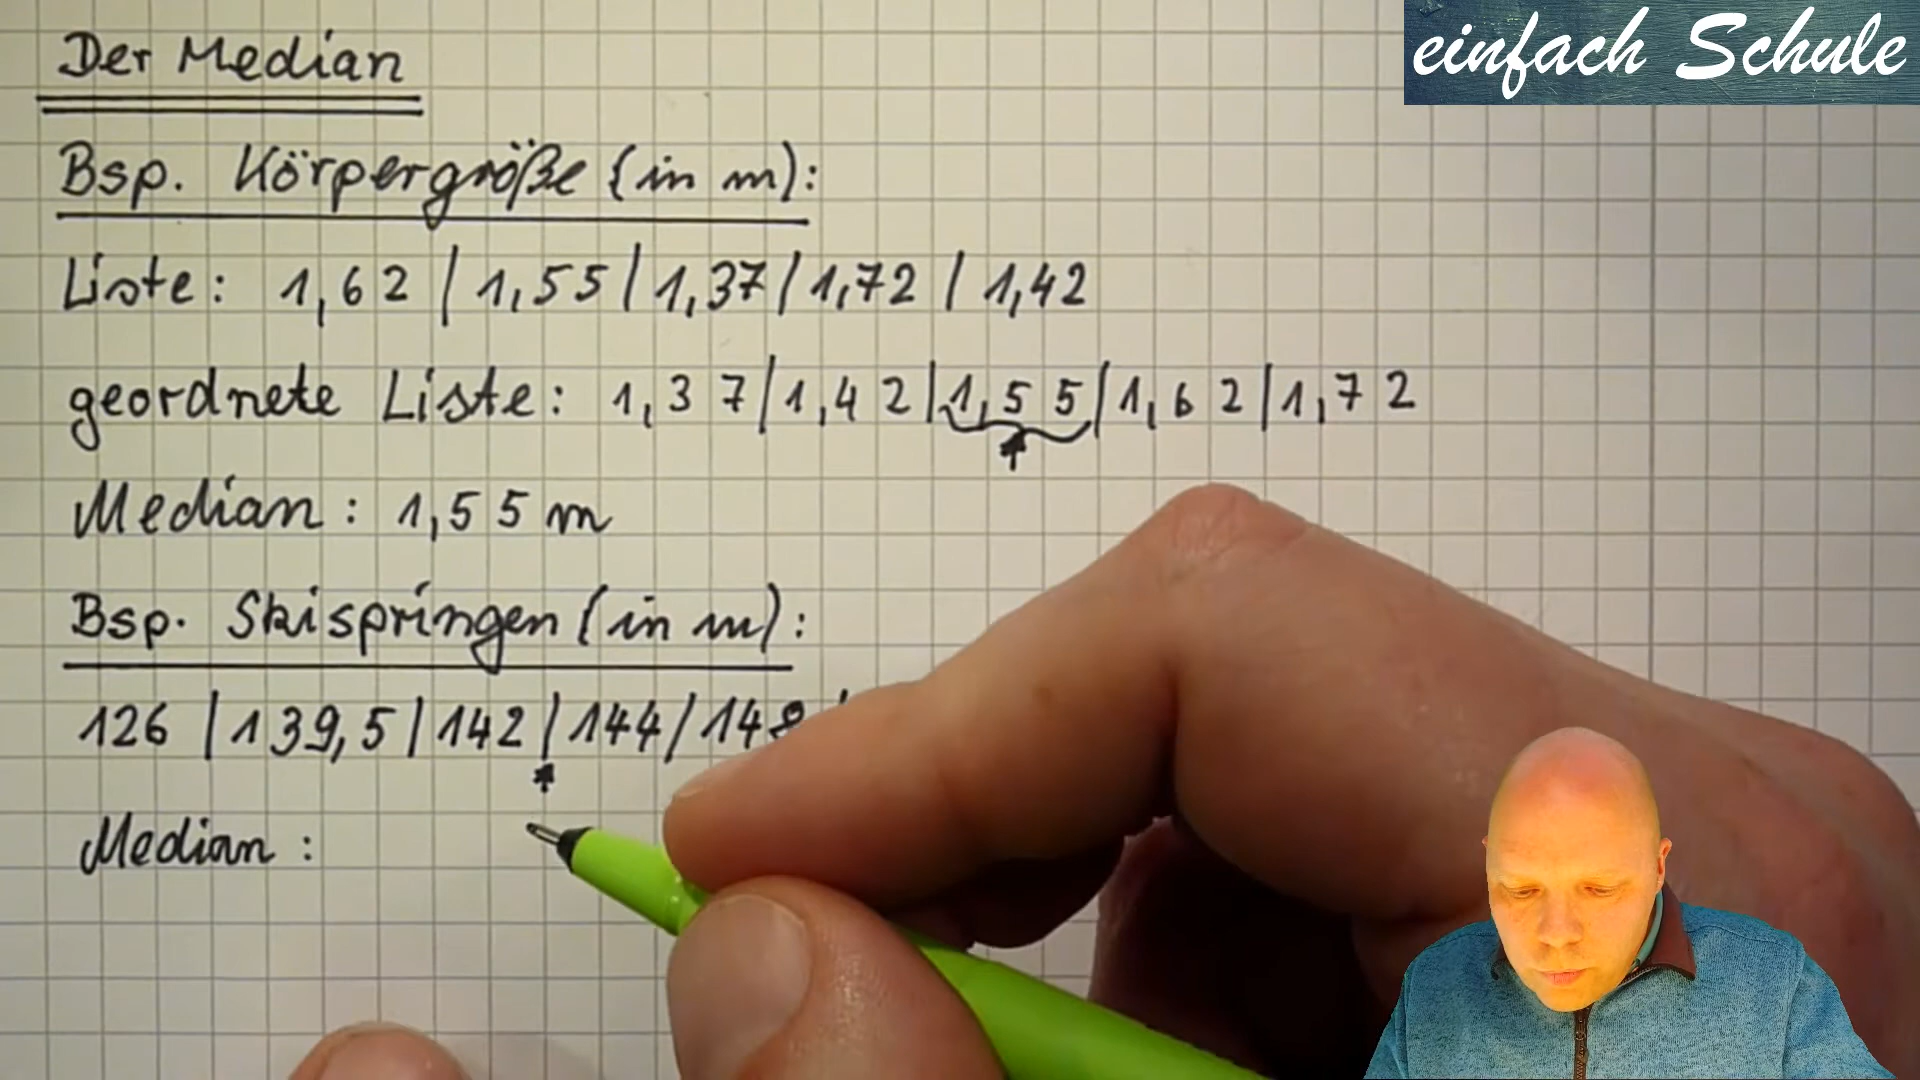 einfach Schule
Der Median
Bsp. Körpergröße (in m):
Liste: 1,62 | 1,55 | 1,37 | 1,72 | 1,42
geordnete Liste: 1,37 | 1,42 | 1,55 | 1,62 | 1,72
Median: 1,55 m
Bsp. Skispringen (in m):
126 | 139,5 | 142 | 144 | 148
Median: